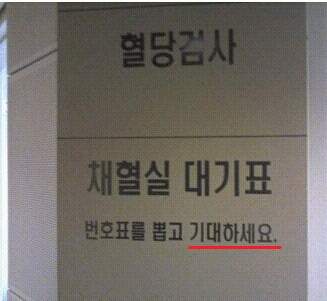 혈당검사
채혈실 대기표
번호표를 뽑고 기대하세요.